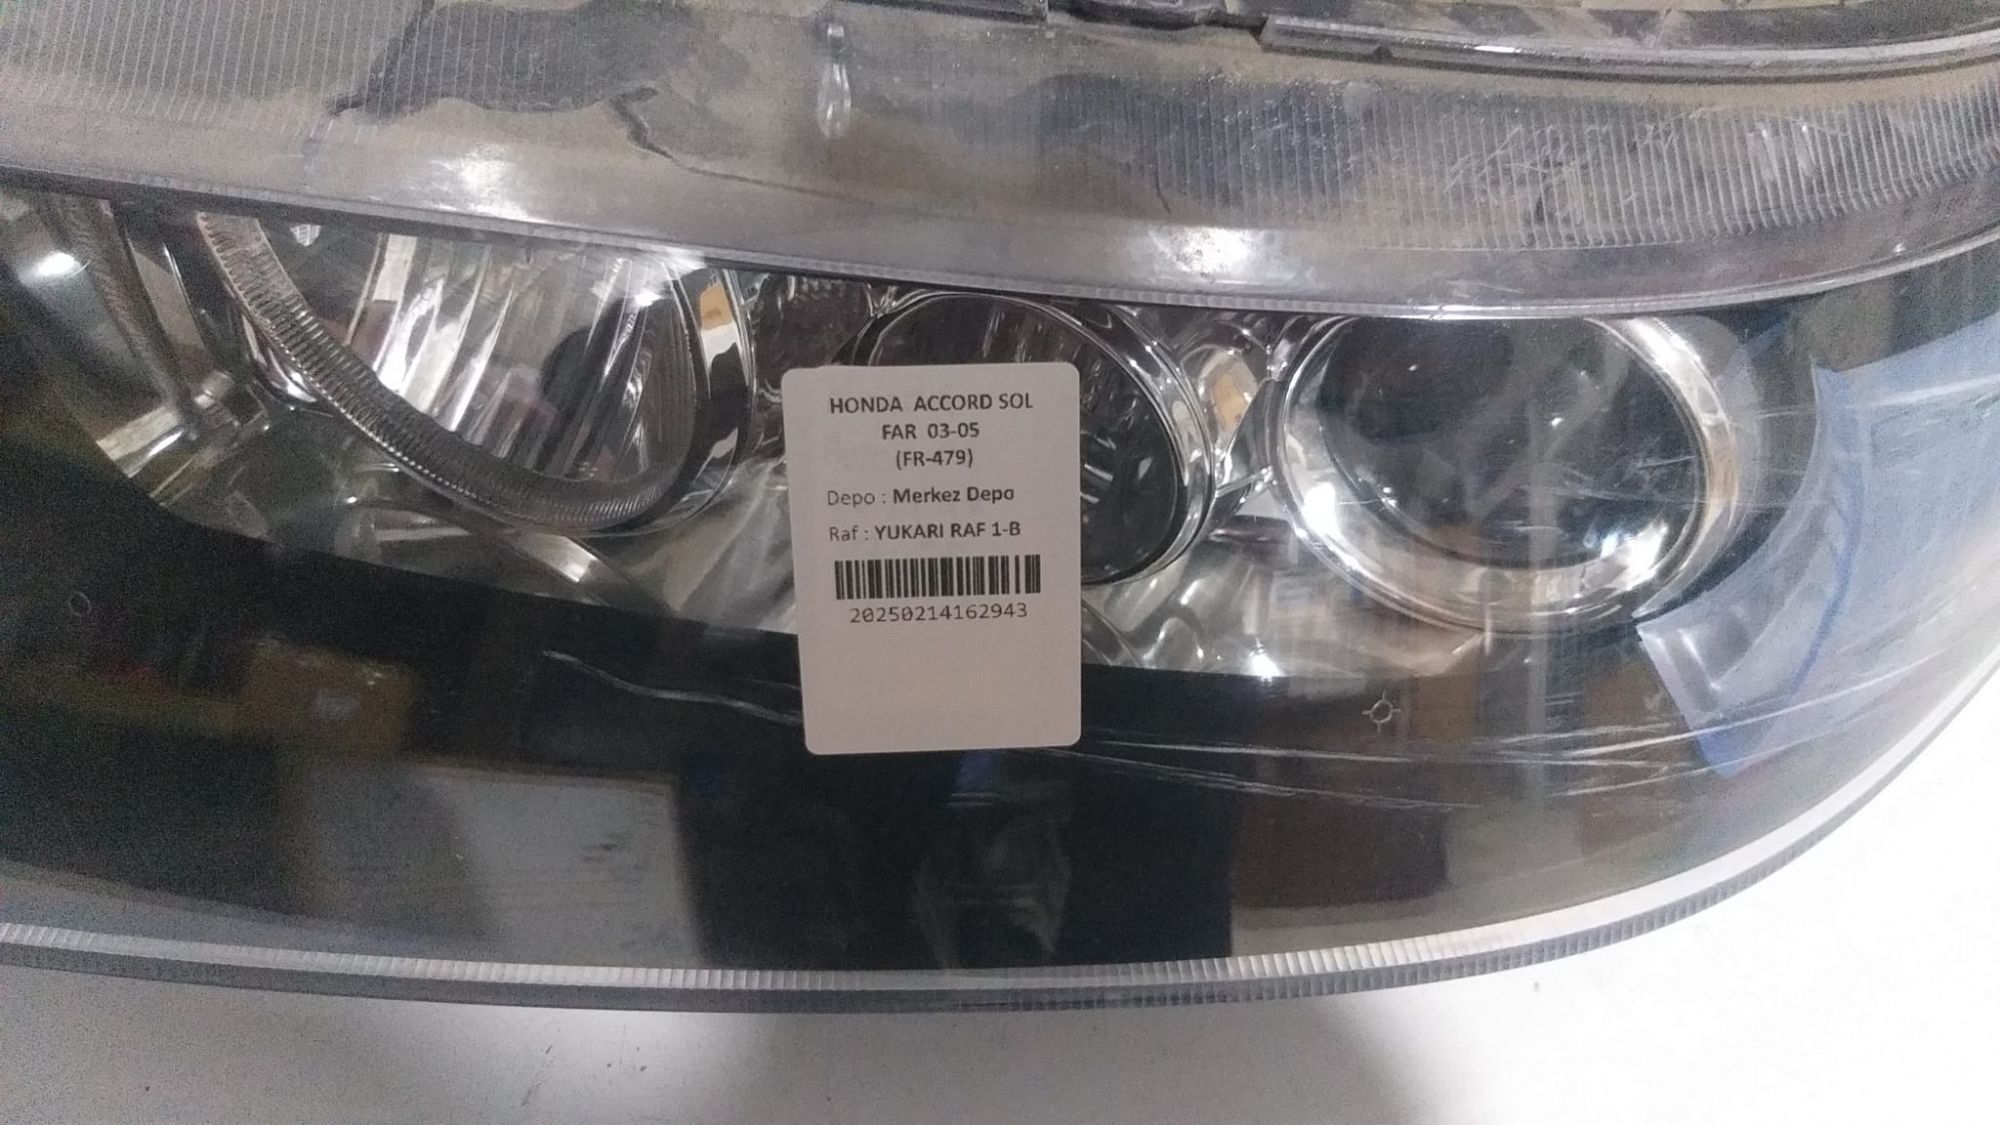 HONDA ACCORD SOL
FAR 03-05
(FR-479)
Depo : Merkez Depo
Raf : YUKARI RAF 1-B
20250214162943